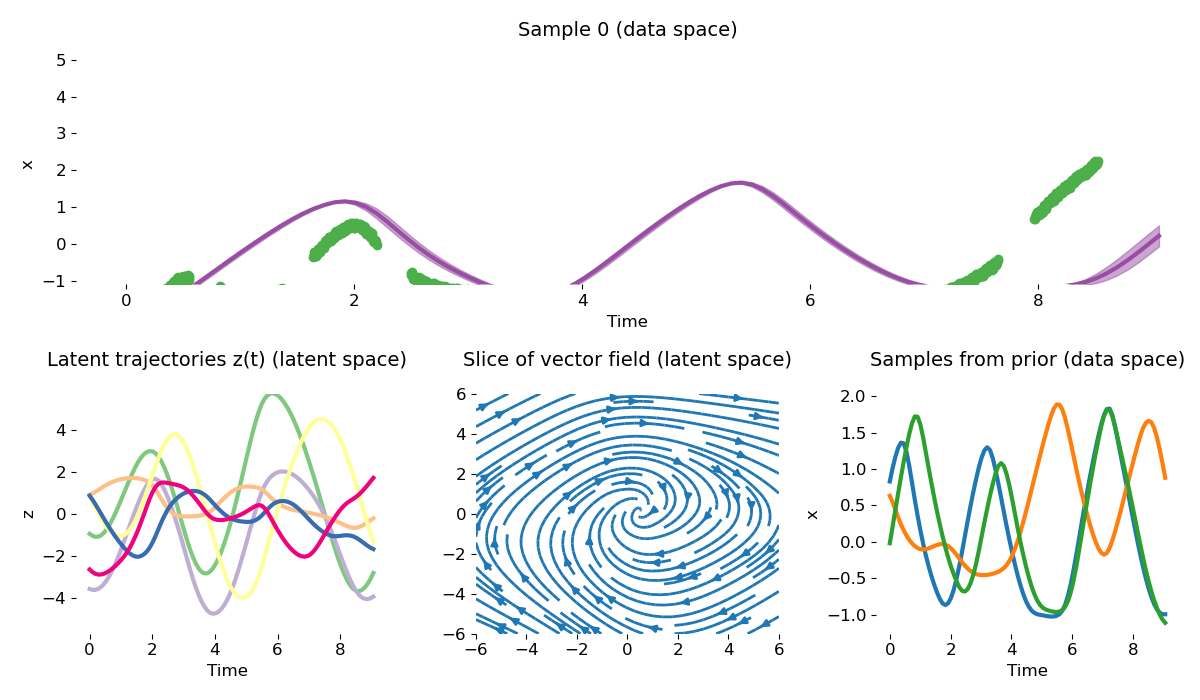 Sample 0 (data space)
5
4
3
2
1
0
−1
x
0 2 4 6 8
Time
Latent trajectories z(t) (latent space)
4
2
0
−2
−4
z
0 2 4 6 8
Time
Slice of vector field (latent space)
6
4
2
0
−2
−4
−6
−6 −4 −2 0 2 4 6
Samples from prior (data space)
2.0
1.5
1.0
0.5
0.0
−0.5
−1.0
x
0 2 4 6 8
Time